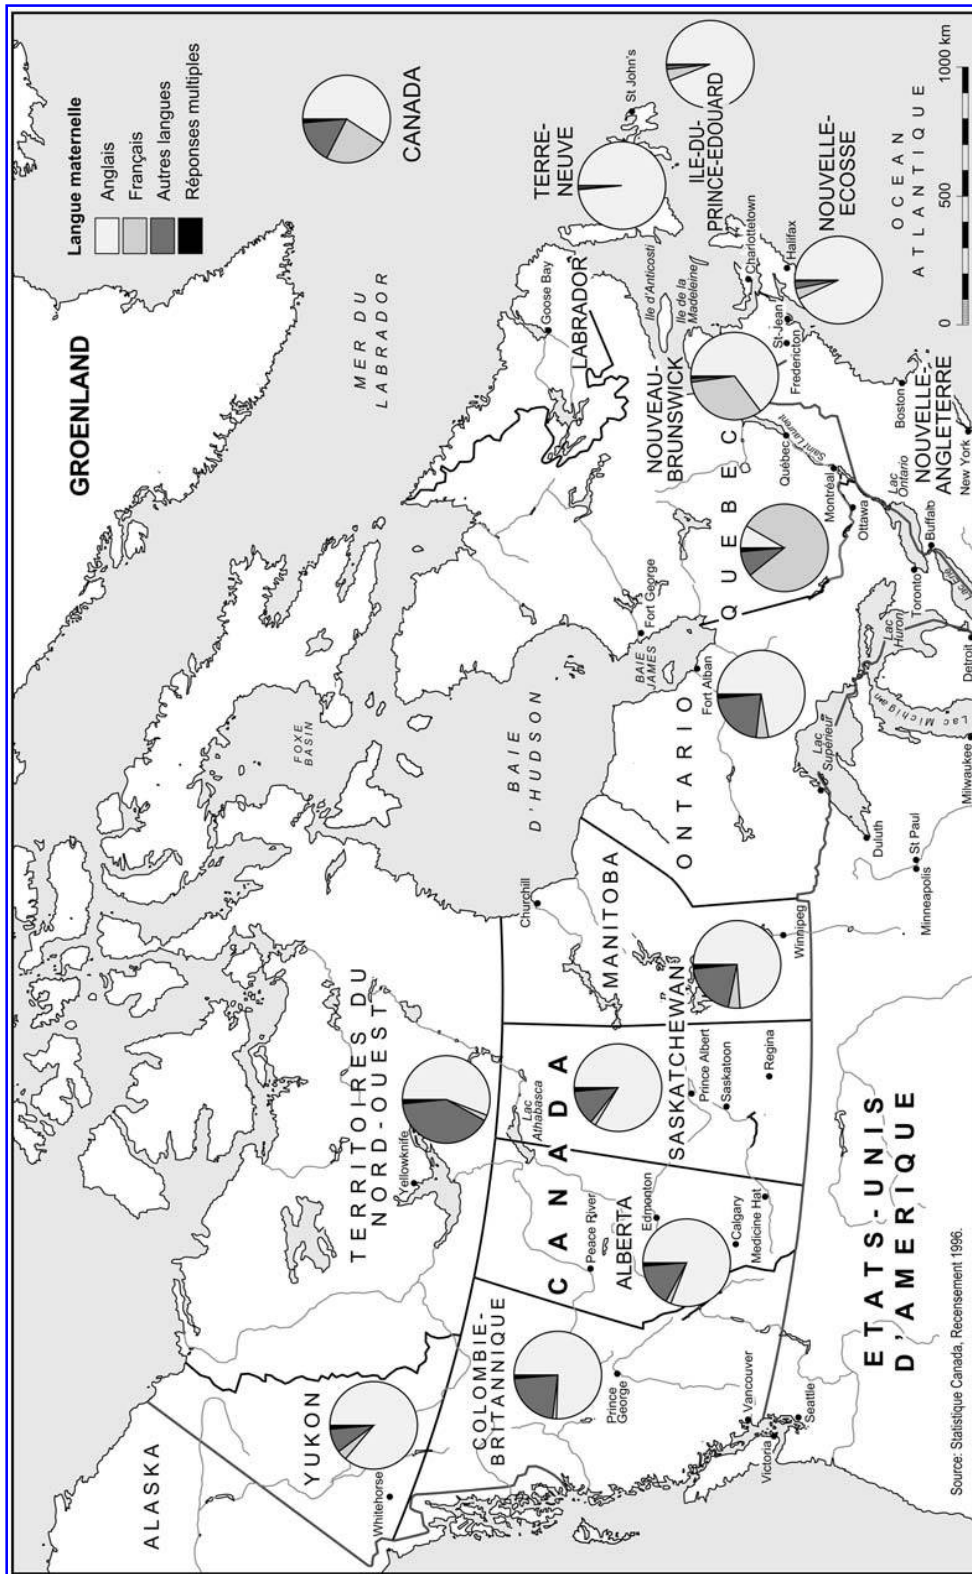 GROENLAND
Langue maternelle
Anglais
Français
Autres langues
Réponses multiples
CANADA
ALASKA
YUKON
Whitehorse
TERRITOIRES DU
NORD-OUEST
Yellowknife
FOXE
BASIN
MER DU
LABRADOR
BAIE
D'HUDSON
BAIE
JAMES
COLOMBIE-
BRITANNIQUE
Prince
George
Vancouver
Victoria
Seattle
CANADA
Peace River
ALBERTA
Edmonton
Calgary
Medicine Hat
Lac
Athabasca
SASKATCHEWAN
Prince Albert
Saskatoon
Regina
Churchill
MANITOBA
Winnipeg
ONTARIO
Fort Alban
Fort George
QUEBEC
Québec
Saint Laurent
Montréal
Ottawa
Goose Bay
LABRADOR
TERRE-
NEUVE
St John's
Ile d'Anticosti
Ile de la
Madeleine
ILE-DU-
PRINCE-EDOUARD
Charlottetown
NOUVEAU-
BRUNSWICK
Fredericton
St-Jean
Halifax
NOUVELLE-
ECOSSE
OCEAN
ATLANTIQUE
Lac
Supérieur
Lac Michigan
Lac
Huron
Lac
Ontario
Lac Erié
Toronto
Buffalo
Detroit
Milwaukee
Duluth
St Paul
Minneapolis
Boston
NOUVELLE-
ANGLETERRE
New York
ETATS-UNIS
D'AMERIQUE
0 500 1000 km
Source: Statistique Canada, Recensement 1996.